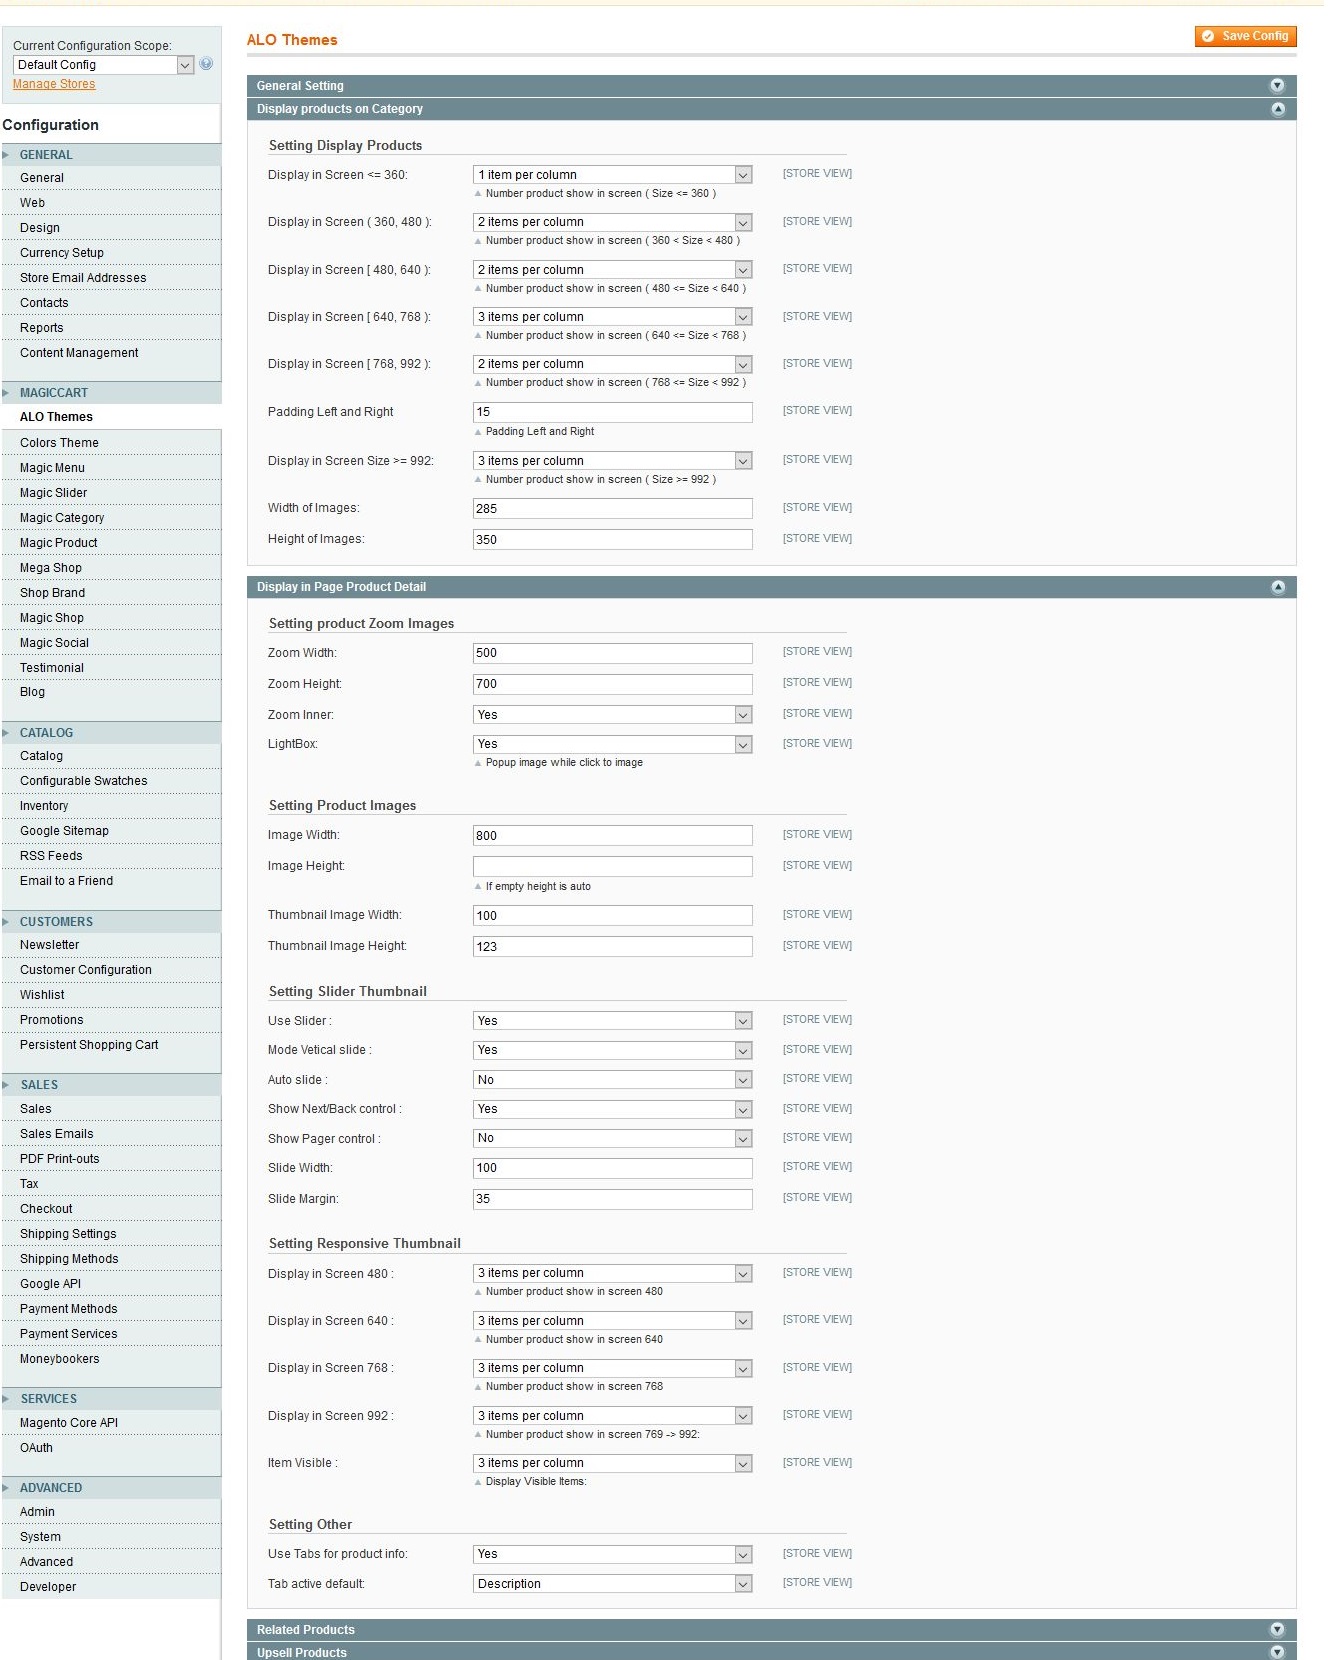 Current Configuration Scope:
Default Config
Manage Stores
Configuration
GENERAL
General
Web
Design
Currency Setup
Store Email Addresses
Contacts
Reports
Content Management
MAGICCART
ALO Themes
Colors Theme
Magic Menu
Magic Slider
Magic Category
Magic Product
Mega Shop
Shop Brand
Magic Shop
Magic Social
Testimonial
Blog
CATALOG
Catalog
Configurable Swatches
Inventory
Google Sitemap
RSS Feeds
Email to a Friend
CUSTOMERS
Newsletter
Customer Configuration
Wishlist
Promotions
Persistent Shopping Cart
SALES
Sales
Sales Emails
PDF Print-outs
Tax
Checkout
Shipping Settings
Shipping Methods
Google API
Payment Methods
Payment Services
Moneybookers
SERVICES
Magento Core API
OAuth
ADVANCED
Admin
System
Advanced
Developer
ALO Themes
Save Config
General Setting
Display products on Category
Setting Display Products
Display in Screen <= 360: 1 item per column [STORE VIEW]
Number product show in screen ( Size <= 360 )
Display in Screen ( 360, 480 ): 2 items per column [STORE VIEW]
Number product show in screen ( 360 < Size < 480 )
Display in Screen [ 480, 640 ): 2 items per column [STORE VIEW]
Number product show in screen ( 480 <= Size < 640 )
Display in Screen [ 640, 768 ): 3 items per column [STORE VIEW]
Number product show in screen ( 640 <= Size < 768 )
Display in Screen [ 768, 992 ): 2 items per column [STORE VIEW]
Number product show in screen ( 768 <= Size < 992 )
Padding Left and Right 15 [STORE VIEW]
Padding Left and Right
Display in Screen Size >= 992: 3 items per column [STORE VIEW]
Number product show in screen ( Size >= 992 )
Width of Images: 285 [STORE VIEW]
Height of Images: 350 [STORE VIEW]
Display in Page Product Detail
Setting product Zoom Images
Zoom Width: 500 [STORE VIEW]
Zoom Height: 700 [STORE VIEW]
Zoom Inner: Yes [STORE VIEW]
LightBox: Yes [STORE VIEW]
Popup image while click to image
Setting Product Images
Image Width: 800 [STORE VIEW]
Image Height: [STORE VIEW]
If empty height is auto
Thumbnail Image Width: 100 [STORE VIEW]
Thumbnail Image Height: 123 [STORE VIEW]
Setting Slider Thumbnail
Use Slider : Yes [STORE VIEW]
Mode Vetical slide : Yes [STORE VIEW]
Auto slide : No [STORE VIEW]
Show Next/Back control : Yes [STORE VIEW]
Show Pager control : No [STORE VIEW]
Slide Width: 100 [STORE VIEW]
Slide Margin: 35 [STORE VIEW]
Setting Responsive Thumbnail
Display in Screen 480 : 3 items per column [STORE VIEW]
Number product show in screen 480
Display in Screen 640 : 3 items per column [STORE VIEW]
Number product show in screen 640
Display in Screen 768 : 3 items per column [STORE VIEW]
Number product show in screen 768
Display in Screen 992 : 3 items per column [STORE VIEW]
Number product show in screen 769 -> 992:
Item Visible : 3 items per column [STORE VIEW]
Display Visible Items:
Setting Other
Use Tabs for product info: Yes [STORE VIEW]
Tab active default: Description [STORE VIEW]
Related Products
Upsell Products